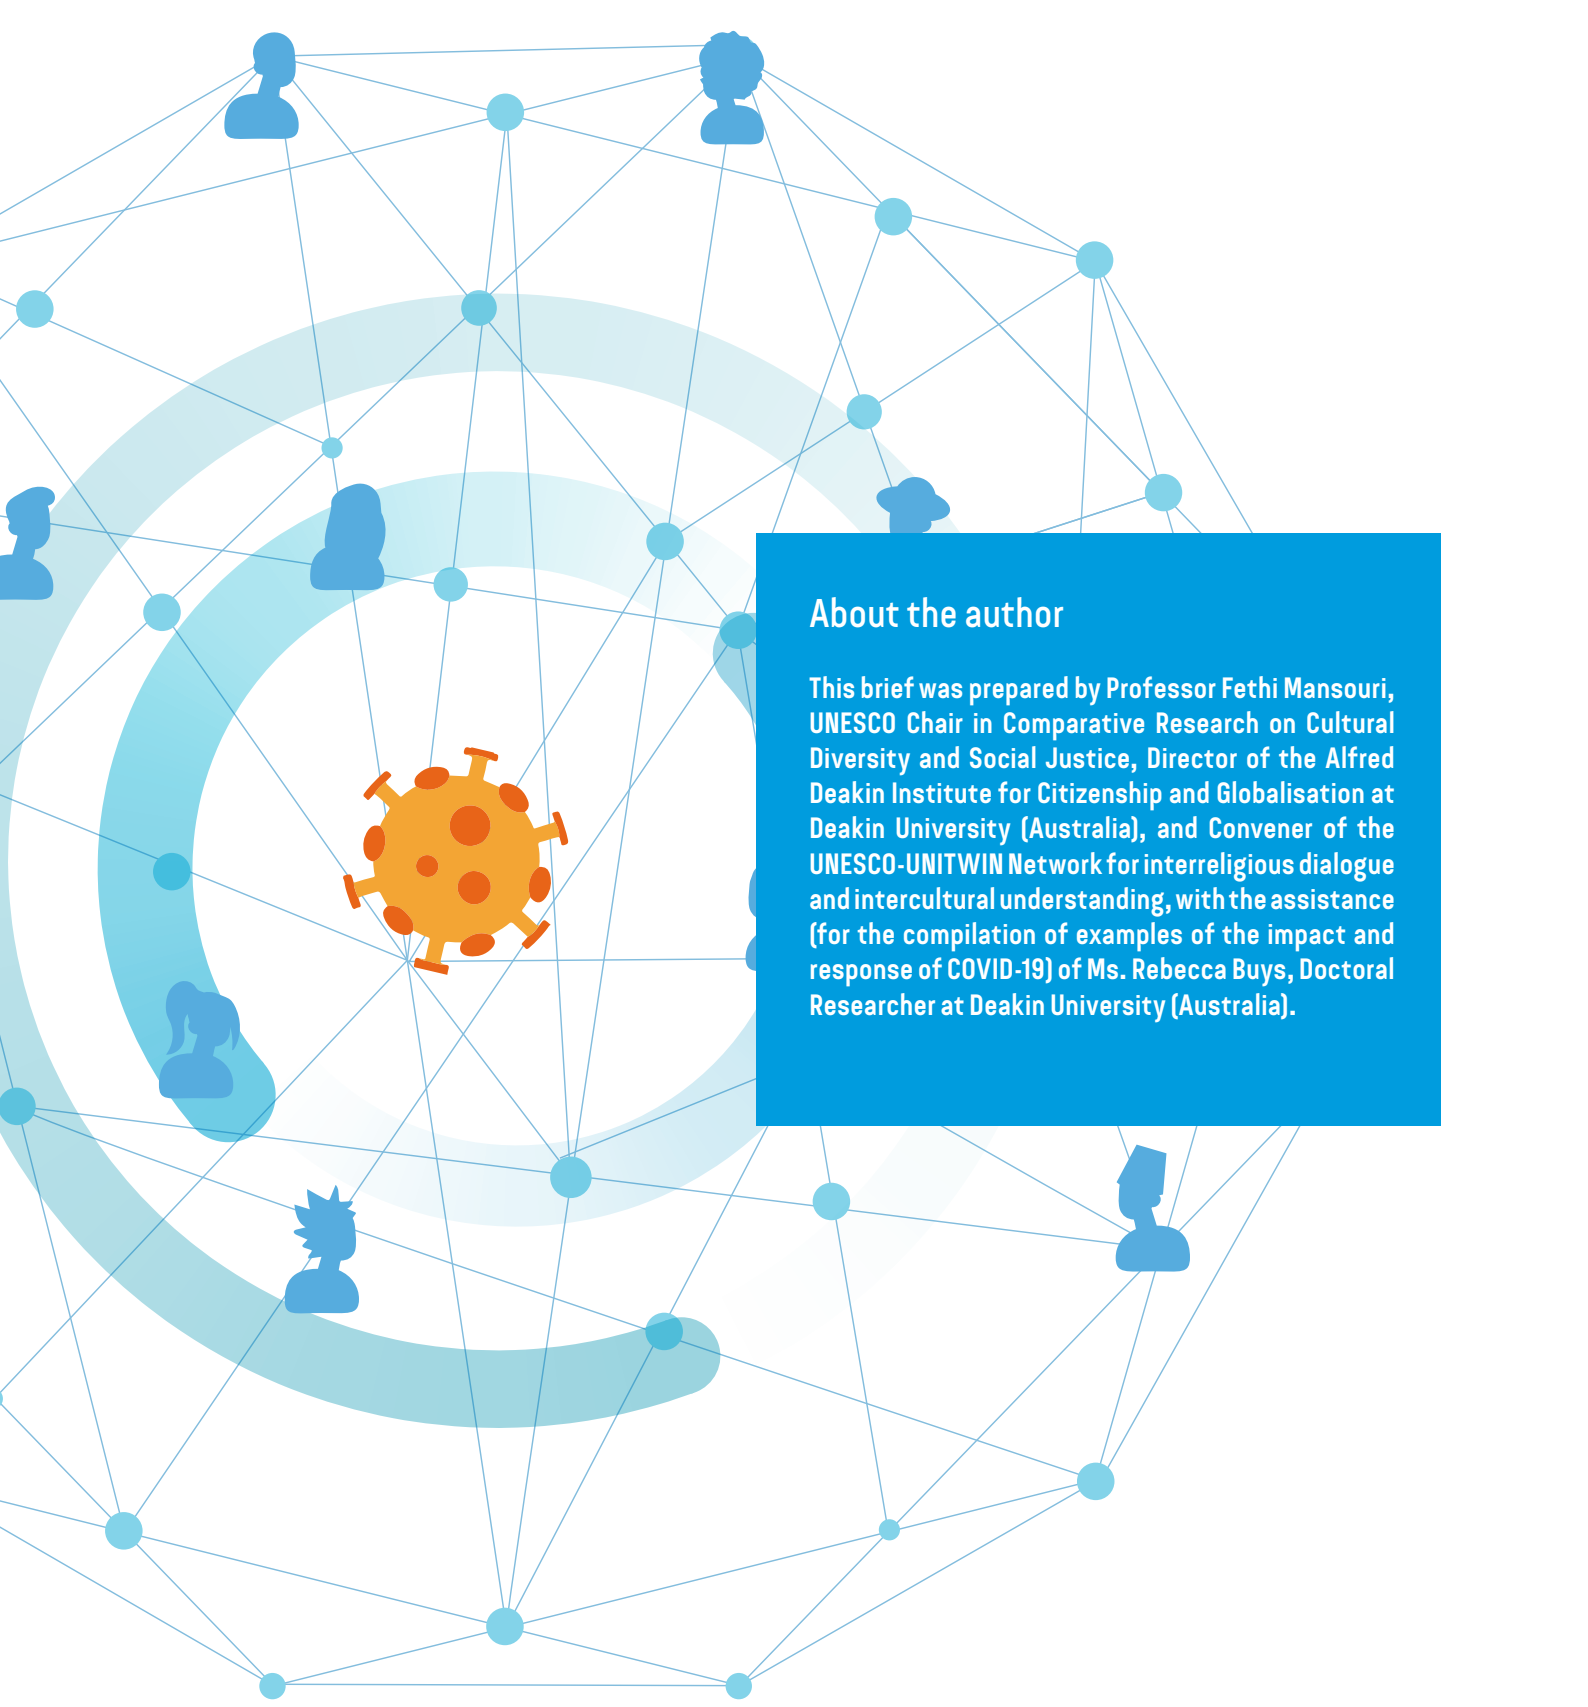 About the author
This brief was prepared by Professor Fethi Mansouri,
UNESCO Chair in Comparative Research on Cultural
Diversity and Social Justice, Director of the Alfred
Deakin Institute for Citizenship and Globalisation at
Deakin University (Australia), and Convener of the
UNESCO-UNITWIN Network for interreligious dialogue
and intercultural understanding, with the assistance
(for the compilation of examples of the impact and
response of COVID-19) of Ms. Rebecca Buys, Doctoral
Researcher at Deakin University (Australia).